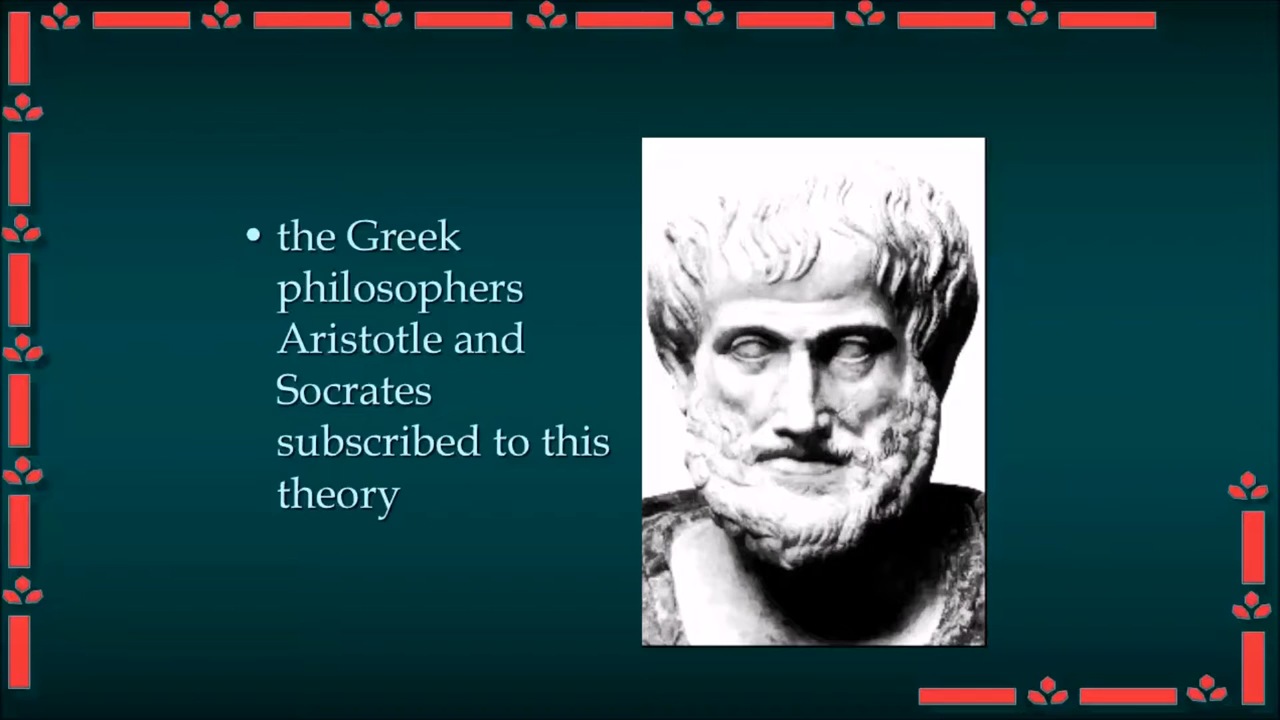 • the Greek
philosophers
Aristotle and
Socrates
subscribed to this
theory